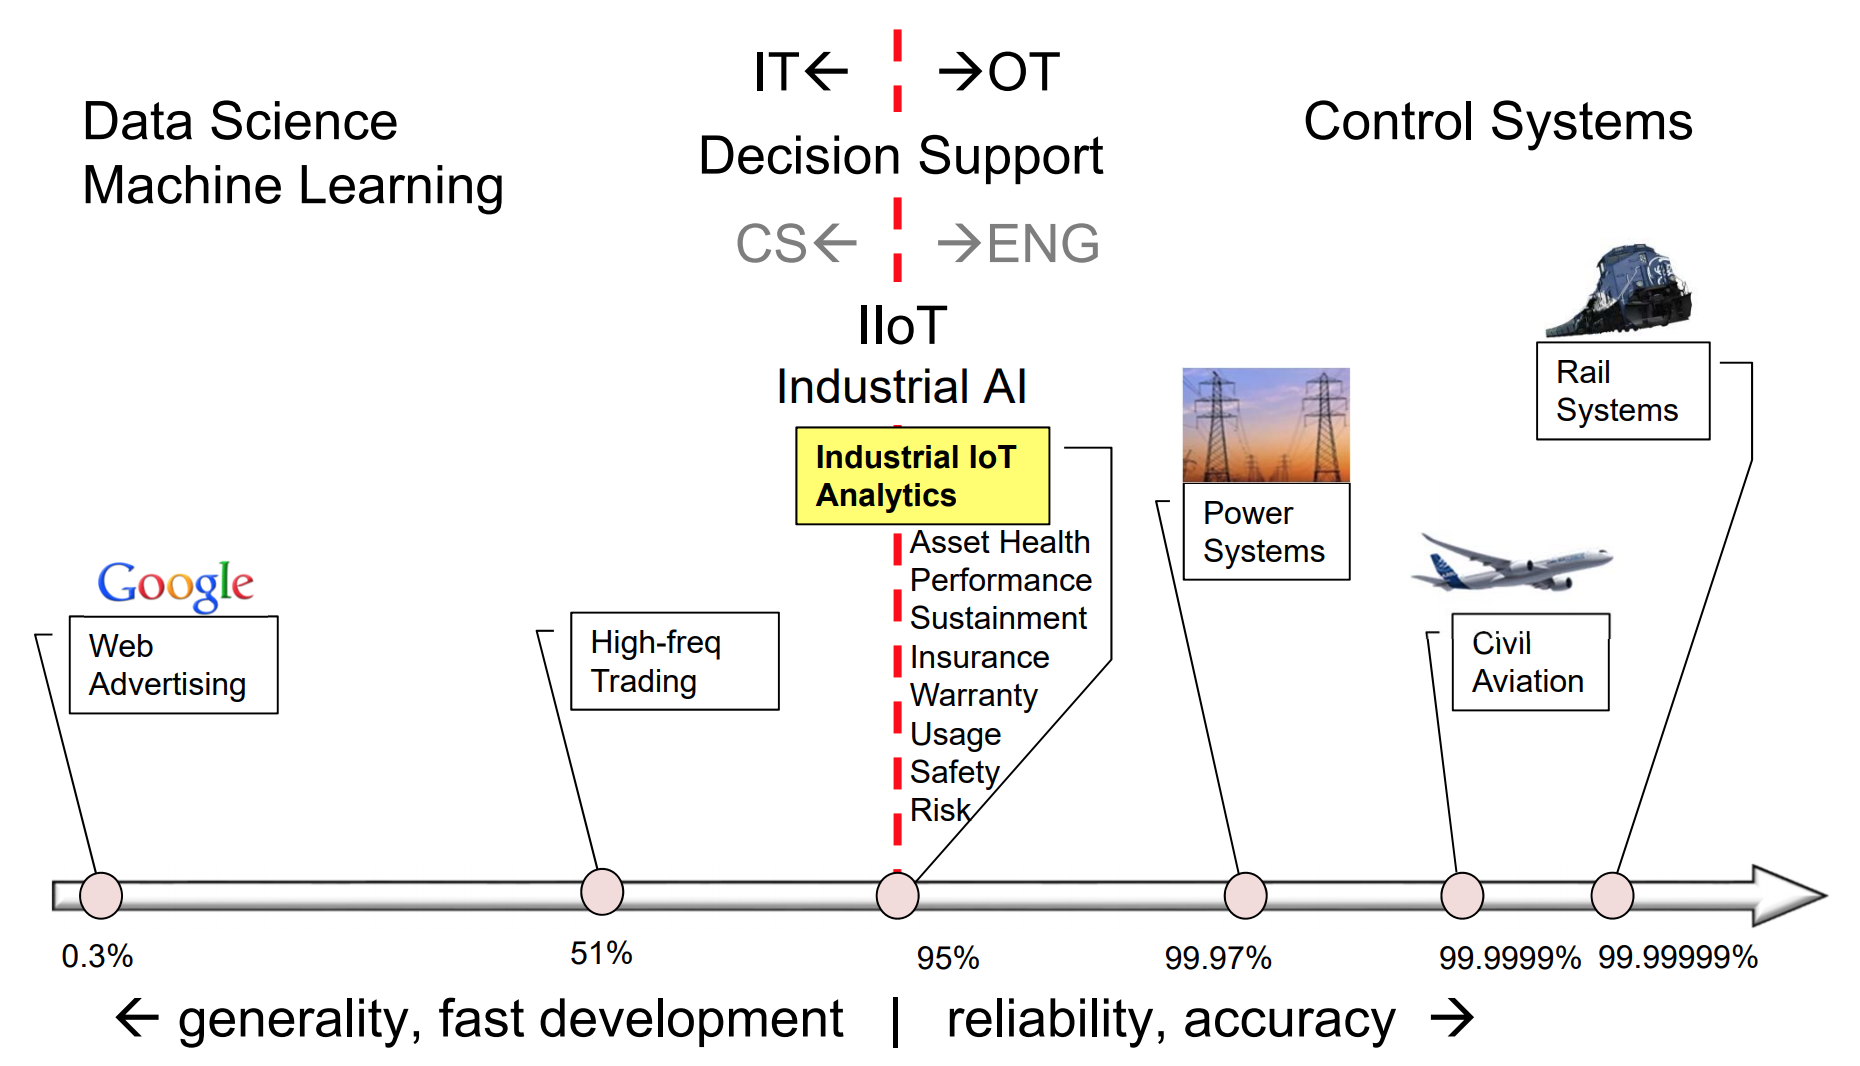 IT← →OT
Data Science
Machine Learning
Decision Support
Control Systems
CS← →ENG
IIoT
Industrial AI
Industrial IoT
Analytics
Asset Health
Performance
Sustainment
Insurance
Warranty
Usage
Safety
Risk
Google
Web
Advertising
High-freq
Trading
Power
Systems
Civil
Aviation
Rail
Systems
0.3%
51%
95%
99.97%
99.9999%
99.99999%
← generality, fast development | reliability, accuracy →